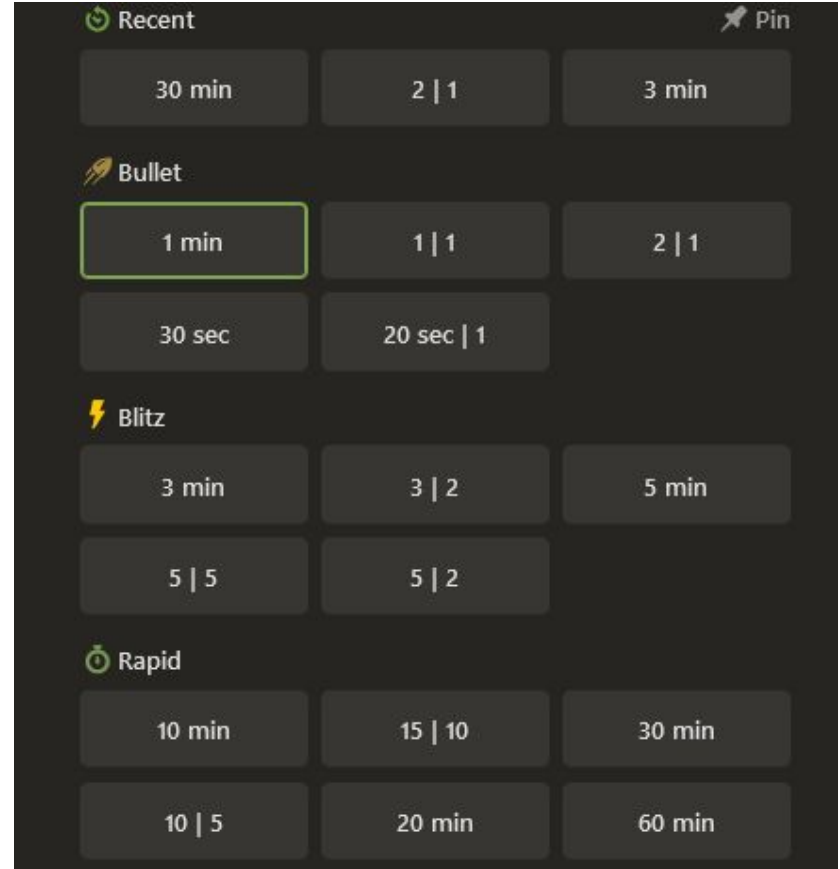 Recent Pin
30 min 2 | 1 3 min
Bullet
1 min 1 | 1 2 | 1
30 sec 20 sec | 1
Blitz
3 min 3 | 2 5 min
5 | 5 5 | 2
Rapid
10 min 15 | 10 30 min
10 | 5 20 min 60 min